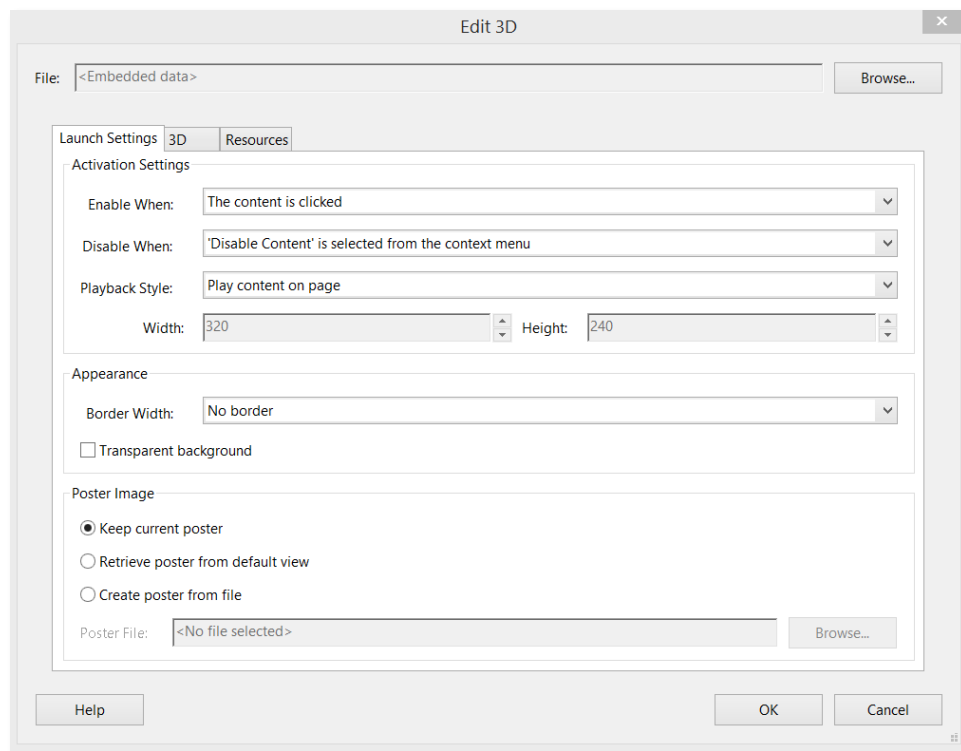 Edit 3D
File: <Embedded data> Browse...
Launch Settings 3D Resources
Activation Settings
Enable When: The content is clicked
Disable When: 'Disable Content' is selected from the context menu
Playback Style: Play content on page
Width: 320 Height: 240
Appearance
Border Width: No border
Transparent background
Poster Image
Keep current poster
Retrieve poster from default view
Create poster from file
Poster File: <No file selected> Browse...
Help OK Cancel